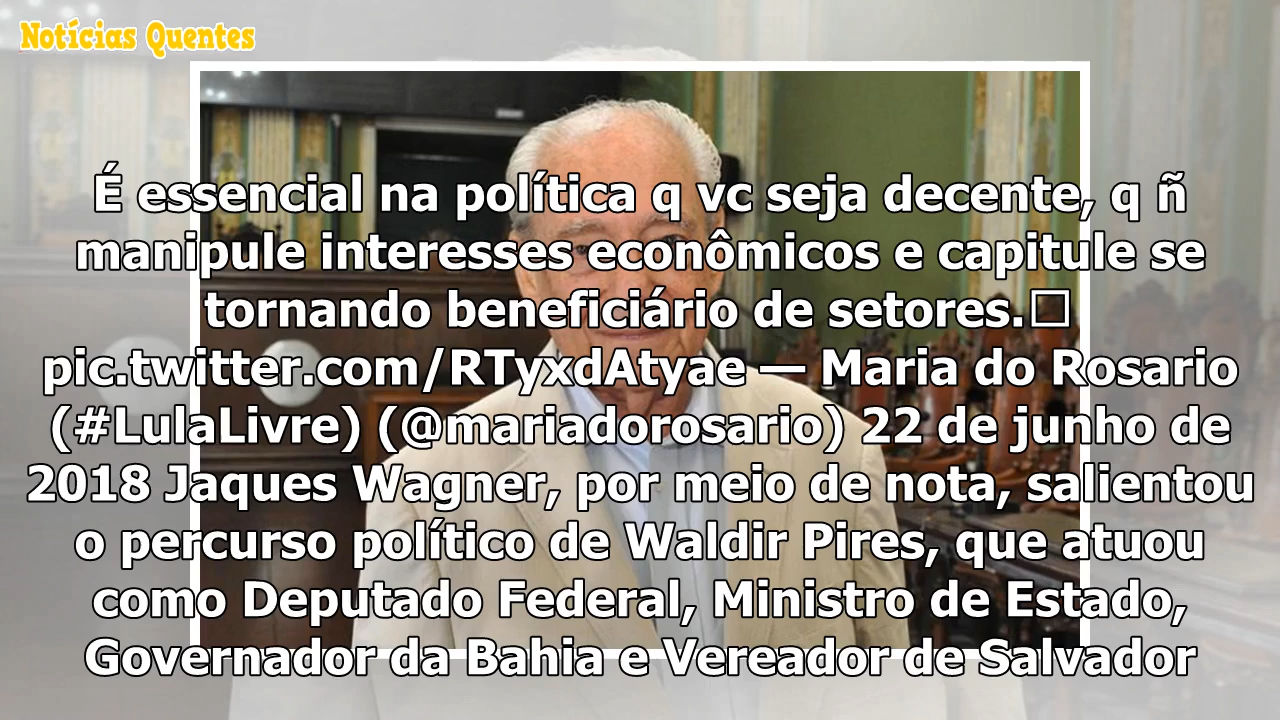 Notícias Quentes
É essencial na política q vc seja decente, q ñ
manipule interesses econômicos e capitule se
tornando beneficiário de setores.□
pic.twitter.com/RTyxdAtyae — Maria do Rosario
(#LulaLivre) (@mariadorosario) 22 de junho de
2018 Jaques Wagner, por meio de nota, salientou
o percurso político de Waldir Pires, que atuou
como Deputado Federal, Ministro de Estado,
Governador da Bahia e Vereador de Salvador